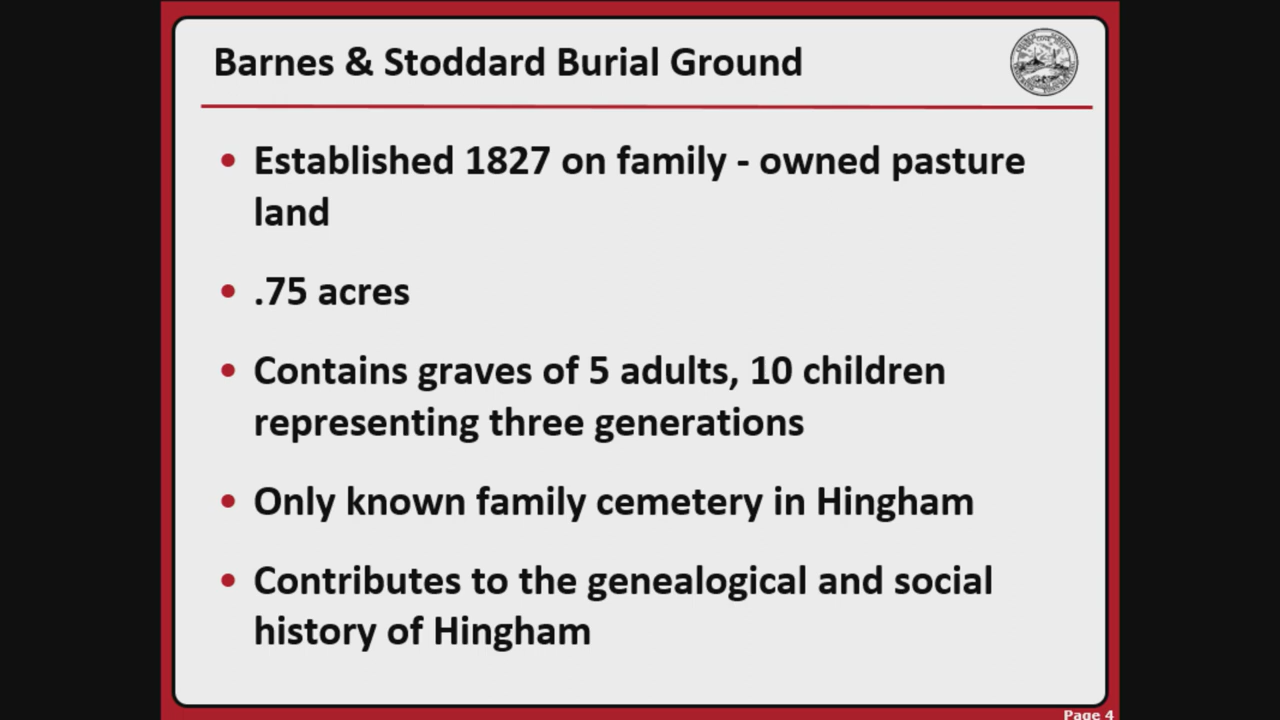 Barnes & Stoddard Burial Ground
• Established 1827 on family - owned pasture
land
• .75 acres
• Contains graves of 5 adults, 10 children
representing three generations
• Only known family cemetery in Hingham
• Contributes to the genealogical and social
history of Hingham
Page 4